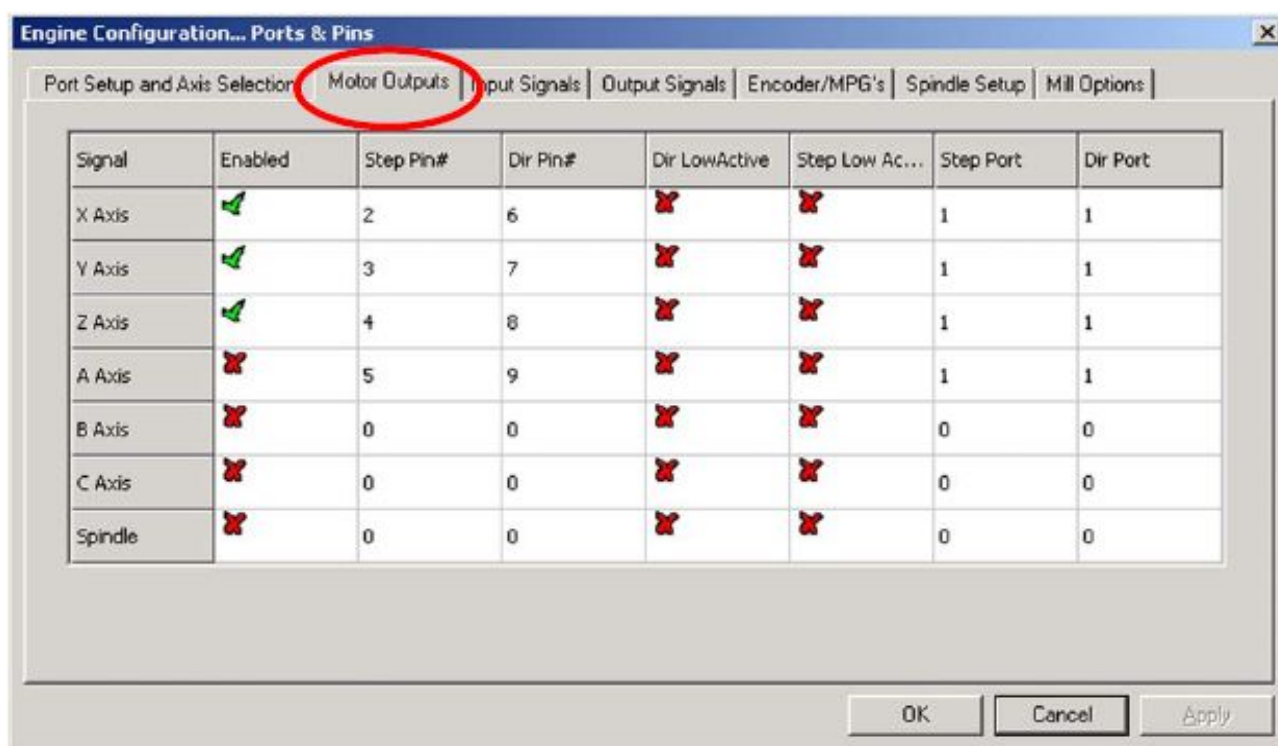 Engine Configuration... Ports & Pins
Port Setup and Axis Selection Motor Outputs Input Signals Output Signals Encoder/MPG's Spindle Setup Mill Options
Signal Enabled Step Pin# Dir Pin# Dir LowActive Step Low Ac... Step Port Dir Port
X Axis 2 6 1 1
Y Axis 3 7 1 1
Z Axis 4 8 1 1
A Axis 5 9 1 1
B Axis 0 0 0 0
C Axis 0 0 0 0
Spindle 0 0 0 0
OK Cancel Apply